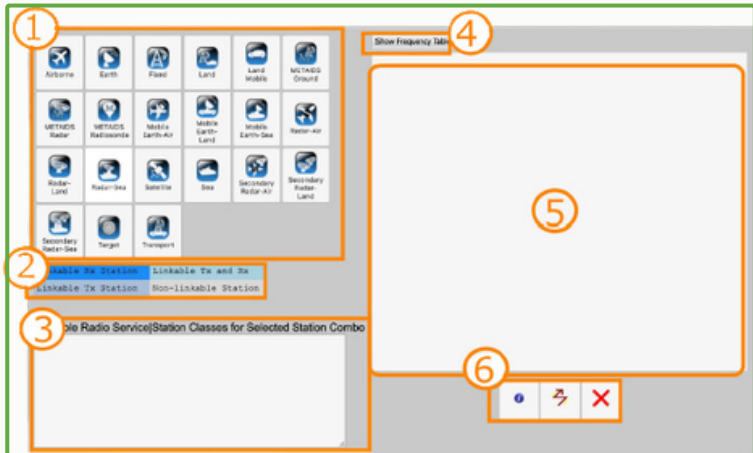 1
4
Show Frequency Table
Airborne
Earth
Fixed
Land
Land
Mobile
METAIDS
Ground
METAIDS
Radar
METAIDS
Radiosonde
Mobile
Earth-Air
Mobile
Earth-
Land
Mobile
Earth-Sea
Radar-Air
Radar-
Land
Radar-Sea
Satellite
Sea
Secondary
Radar-Air
Secondary
Radar-
Land
Secondary
Radar-Sea
Target
Transport
5
2
Rx Station
Linkable Tx and Rx
Linkable Tx Station
Non-linkable Station
3
Radio Service|Station Classes for Selected Station Combo
6